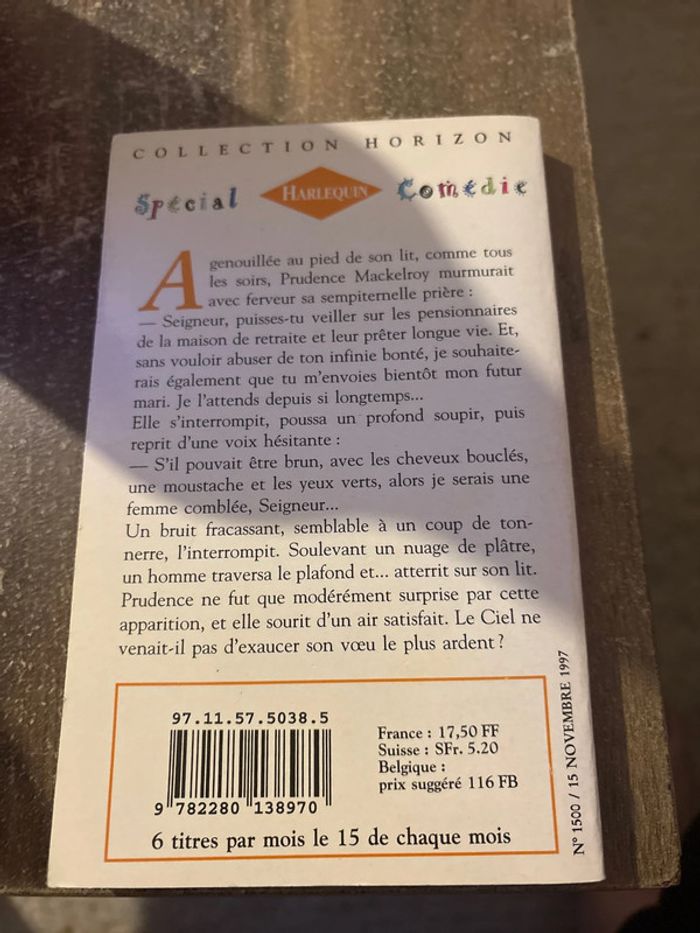 COLLECTION HORIZON
Spécial HARLEQUIN Comédie
Agenouillée au pied de son lit, comme tous
les soirs, Prudence Mackelroy murmurait
avec ferveur sa sempiternelle prière :
— Seigneur, puisses-tu veiller sur les pensionnaires
de la maison de retraite et leur prêter longue vie. Et,
sans vouloir abuser de ton infinie bonté, je souhaite-
rais également que tu m'envoies bientôt mon futur
mari. Je l'attends depuis si longtemps...
Elle s'interrompit, poussa un profond soupir, puis
reprit d'une voix hésitante :
— S'il pouvait être brun, avec les cheveux bouclés,
une moustache et les yeux verts, alors je serais une
femme comblée, Seigneur...
Un bruit fracassant, semblable à un coup de ton-
nerre, l'interrompit. Soulevant un nuage de plâtre,
un homme traversa le plafond et... atterrit sur son lit.
Prudence ne fut que modérément surprise par cette
apparition, et elle sourit d'un air satisfait. Le Ciel ne
venait-il pas d'exaucer son vœu le plus ardent ?
97.11.57.5038.5
9 782280 138970
France : 17,50 FF
Suisse : SFr. 5.20
Belgique :
prix suggéré 116 FB
6 titres par mois le 15 de chaque mois
N° 1500 / 15 NOVEMBRE 1997